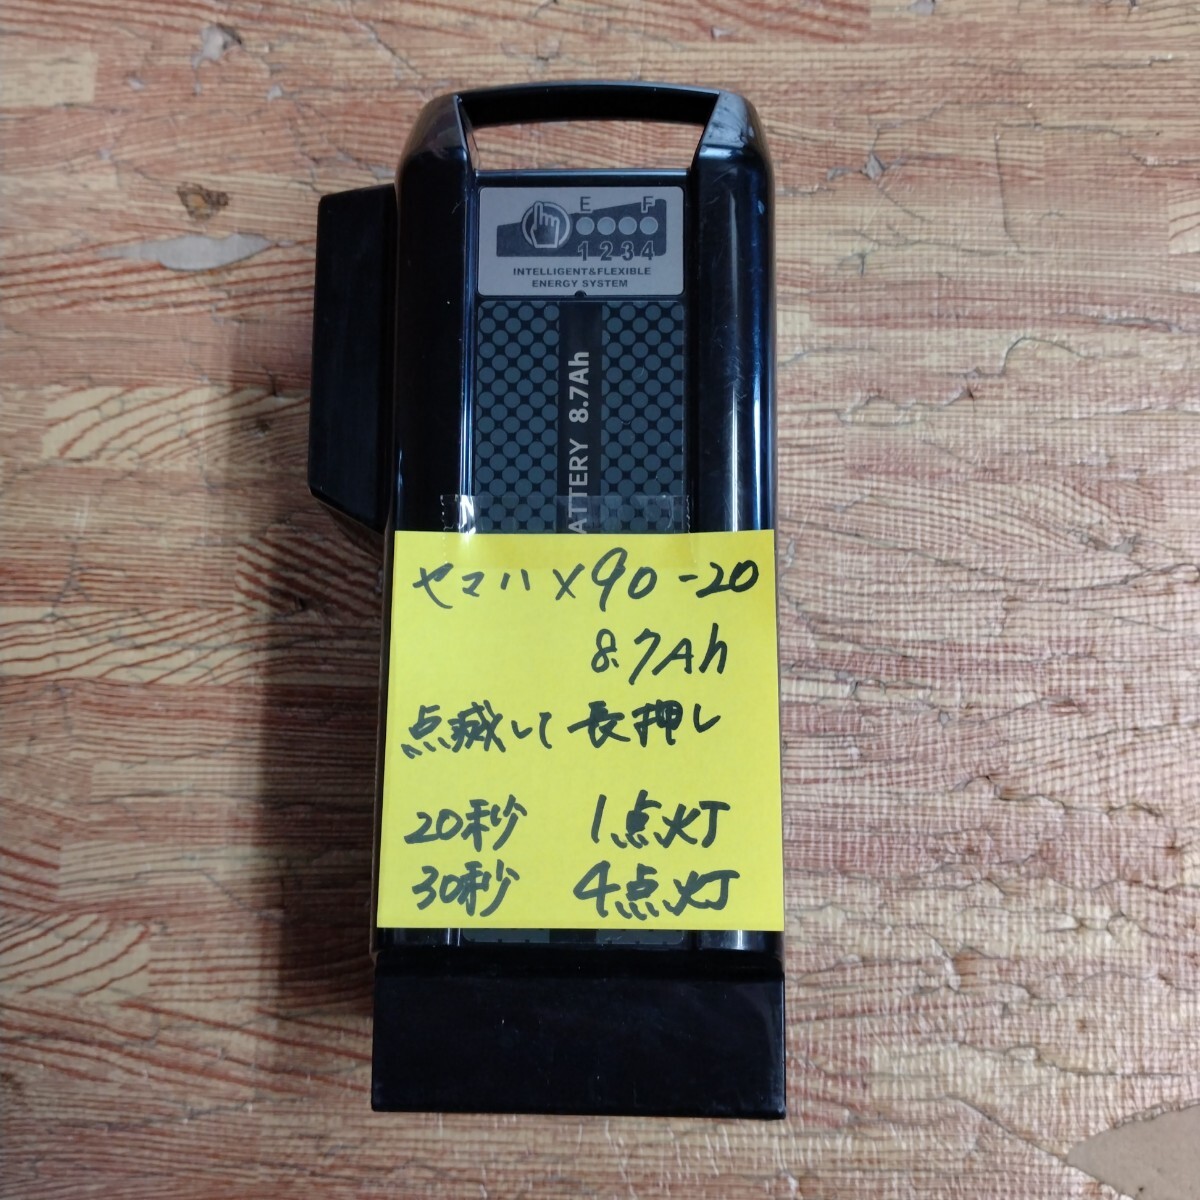 E F
1 2 3 4
INTELLIGENT&FLEXIBLE
ENERGY SYSTEM
ATTERY 8.7Ah
ヤマハ X90-20
8.7Ah
点滅して長押し
20秒 1点灯
30秒 4点灯